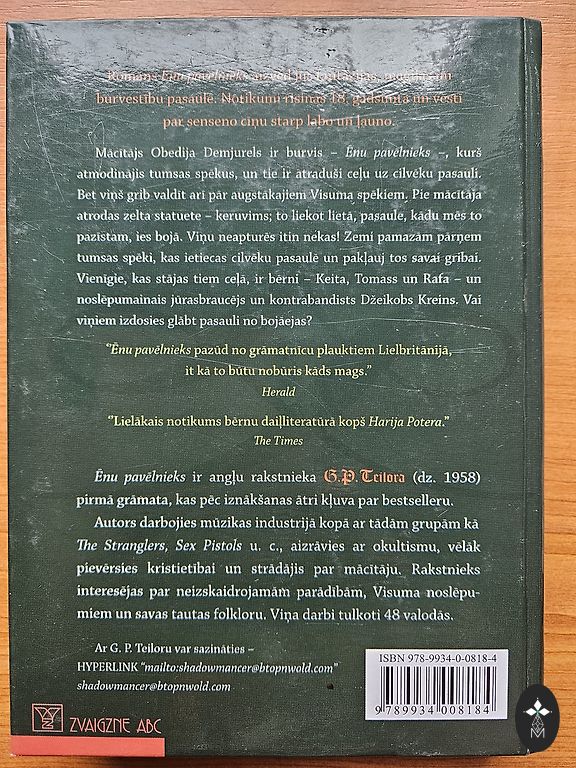 Romāns Ēnu pavēlnieks aizved jūs
burvestību pasaulē. Notikumi risinās 18. gadsimtā un vēstī
par senseno cīņu starp labo un ļauno.
Mācītājs Obedija Demjurels ir burvis – Ēnu pavēlnieks –, kurš
atmodinājis tumsas spēkus, un tie ir atraduši ceļu uz cilvēku pasauli.
Bet viņš grib valdīt arī pār augstākajiem Visuma spēkiem. Pie mācītāja
atrodas zelta statuete – keruvims; to liekot lietā, pasaule, kādu mēs to
pazīstam, ies bojā. Viņu neapturēs itin nekas! Zemi pamazām pārņem
tumsas spēki, kas ietiecas cilvēku pasaulē un pakļauj tos savai gribai.
Vienīgie, kas stājas tiem ceļā, ir bērni – Keita, Tomass un Rafa – un
noslēpumainais jūrasbraucējs un kontrabandists Džeikobs Kreins. Vai
viņiem izdosies glābt pasauli no bojāejas?
“Ēnu pavēlnieks pazūd no grāmatnīcu plauktiem Lielbritānijā,
it kā to būtu nobūris kāds mags.”
Herald
“Lielākais notikums bērnu daiļliteratūrā kopš Harija Potera.”
The Times
Ēnu pavēlnieks ir angļu rakstnieka G.P. Teilora (dz. 1958)
pirmā grāmata, kas pēc iznākšanas ātri kļuva par bestselleru.
Autors darbojies mūzikas industrijā kopā ar tādām grupām kā
The Stranglers, Sex Pistols u. c., aizrāvies ar okultismu, vēlāk
pievērsies kristietībai un strādājis par mācītāju. Rakstnieks
interesējas par neizskaidrojamām parādībām, Visuma noslēpu-
miem un savas tautas folkloru. Viņa darbi tulkoti 48 valodās.
Ar G. P. Teiloru var sazināties –
HYPERLINK “mailto:shadowmancer@btopnwold.com”
shadowmancer@btopnwold.com
ISBN 978-9934-0-0818-4
9 789934 008184
ZVAIGZNE ABC
M